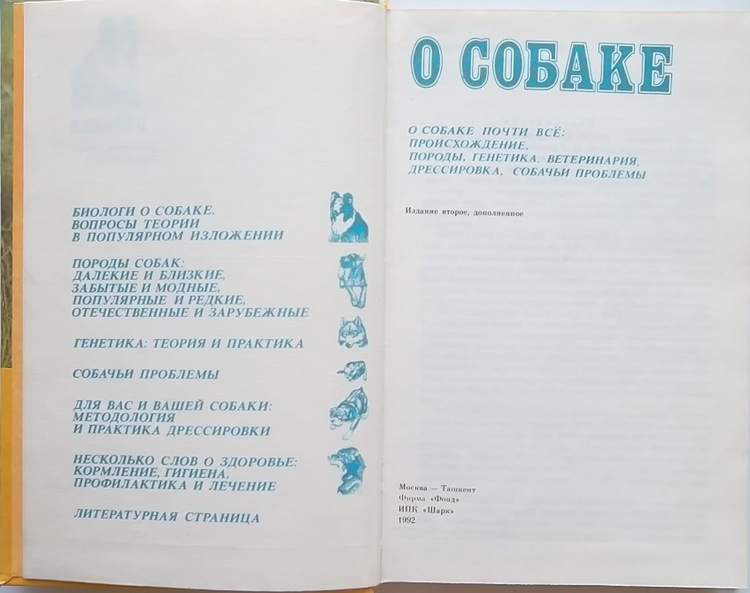 БИОЛОГИ О СОБАКЕ.
ВОПРОСЫ ТЕОРИИ
В ПОПУЛЯРНОМ ИЗЛОЖЕНИИ
ПОРОДЫ СОБАК:
ДАЛЕКИЕ И БЛИЗКИЕ,
ЗАБЫТЫЕ И МОДНЫЕ,
ПОПУЛЯРНЫЕ И РЕДКИЕ,
ОТЕЧЕСТВЕННЫЕ И ЗАРУБЕЖНЫЕ
ГЕНЕТИКА: ТЕОРИЯ И ПРАКТИКА
СОБАЧЬИ ПРОБЛЕМЫ
ДЛЯ ВАС И ВАШЕЙ СОБАКИ:
МЕТОДОЛОГИЯ
И ПРАКТИКА ДРЕССИРОВКИ
НЕСКОЛЬКО СЛОВ О ЗДОРОВЬЕ:
КОРМЛЕНИЕ, ГИГИЕНА,
ПРОФИЛАКТИКА И ЛЕЧЕНИЕ
ЛИТЕРАТУРНАЯ СТРАНИЦА
О СОБАКЕ
О СОБАКЕ ПОЧТИ ВСЁ:
ПРОИСХОЖДЕНИЕ,
ПОРОДЫ, ГЕНЕТИКА, ВЕТЕРИНАРИЯ,
ДРЕССИРОВКА, СОБАЧЬИ ПРОБЛЕМЫ
Издание второе, дополненное
Москва — Ташкент
Фирма «Фонд»
ИПК «Шарк»
1992